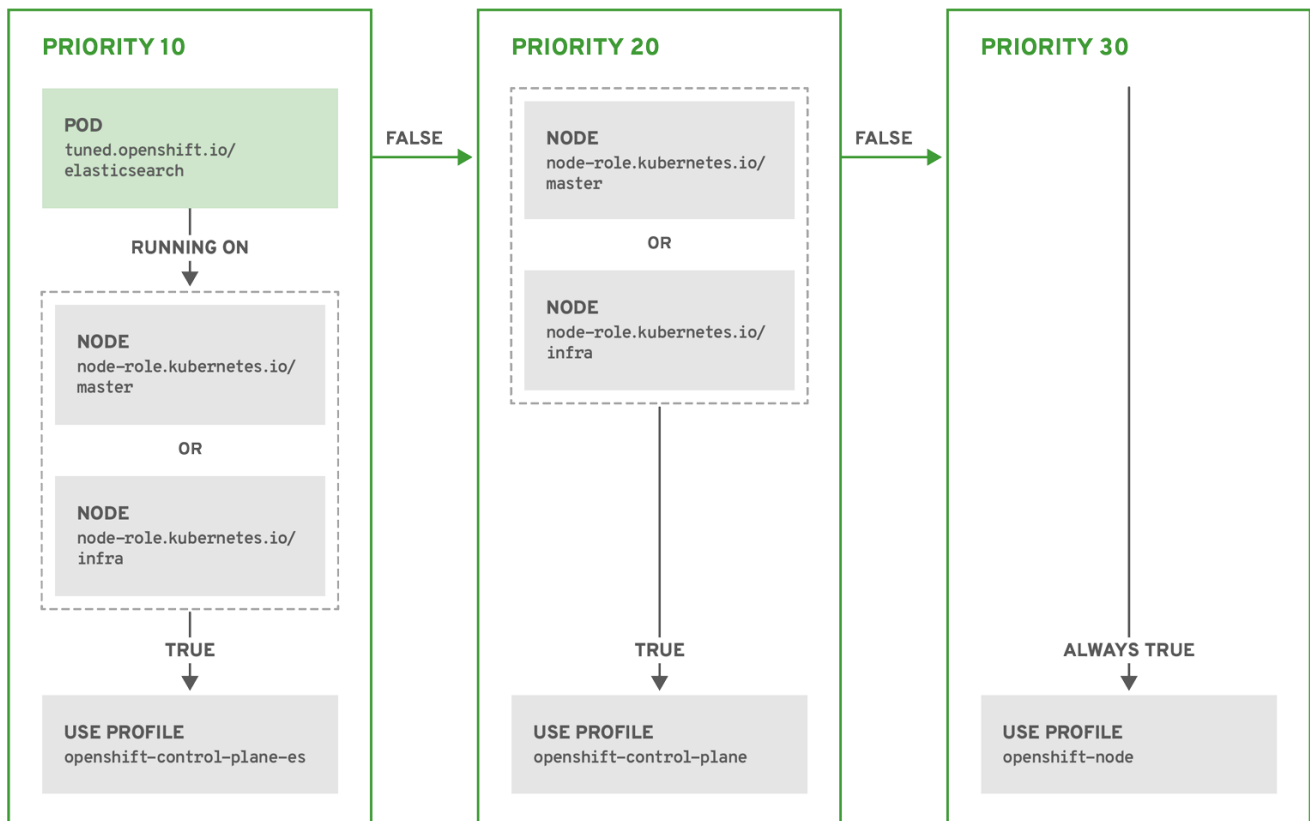 PRIORITY 10
POD
tuned.openshift.io/
elasticsearch
RUNNING ON
NODE
node-role.kubernetes.io/
master
OR
NODE
node-role.kubernetes.io/
infra
TRUE
USE PROFILE
openshift-control-plane-es
FALSE
PRIORITY 20
NODE
node-role.kubernetes.io/
master
OR
NODE
node-role.kubernetes.io/
infra
TRUE
USE PROFILE
openshift-control-plane
FALSE
PRIORITY 30
ALWAYS TRUE
USE PROFILE
openshift-node